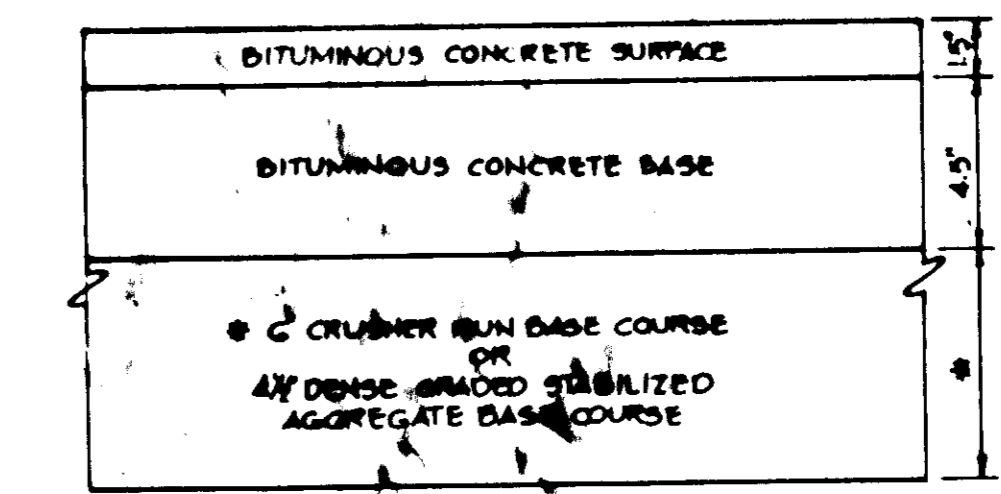 BITUMINOUS CONCRETE SURFACE
1.5"
BITUMINOUS CONCRETE BASE
4.5"
* 6" CRUSHER RUN BASE COURSE
OR
DENSE GRADED STABILIZED
AGGREGATE BASE COURSE
*